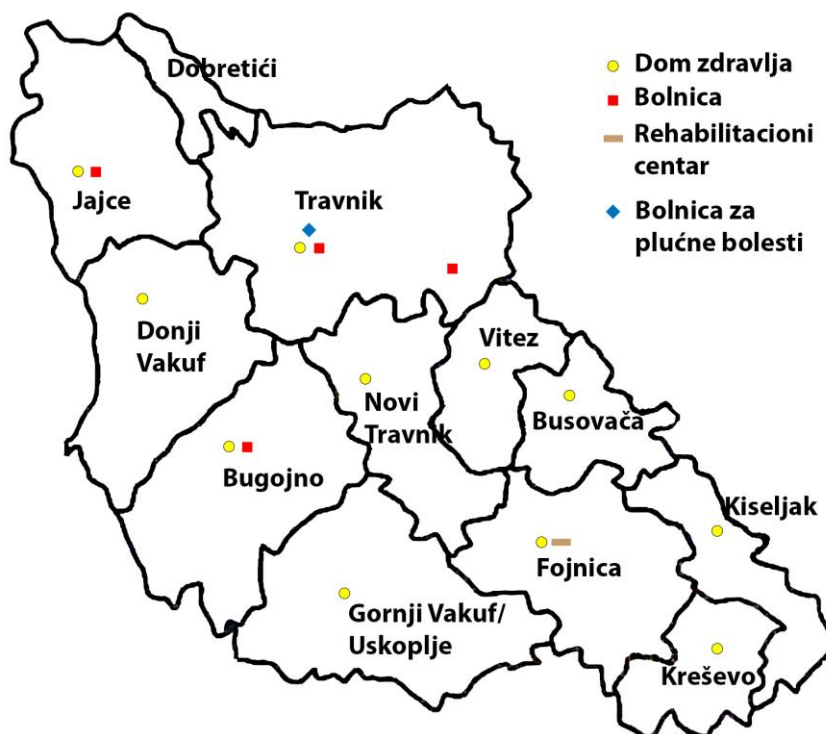 Dobretići
Dom zdravlja
Bolnica
Rehabilitacioni
centar
Bolnica za
plućne bolesti
Jajce
Travnik
Donji
Vakuf
Vitez
Novi
Travnik
Busovača
Bugojno
Kiseljak
Fojnica
Gornji Vakuf/
Uskoplje
Kreševo